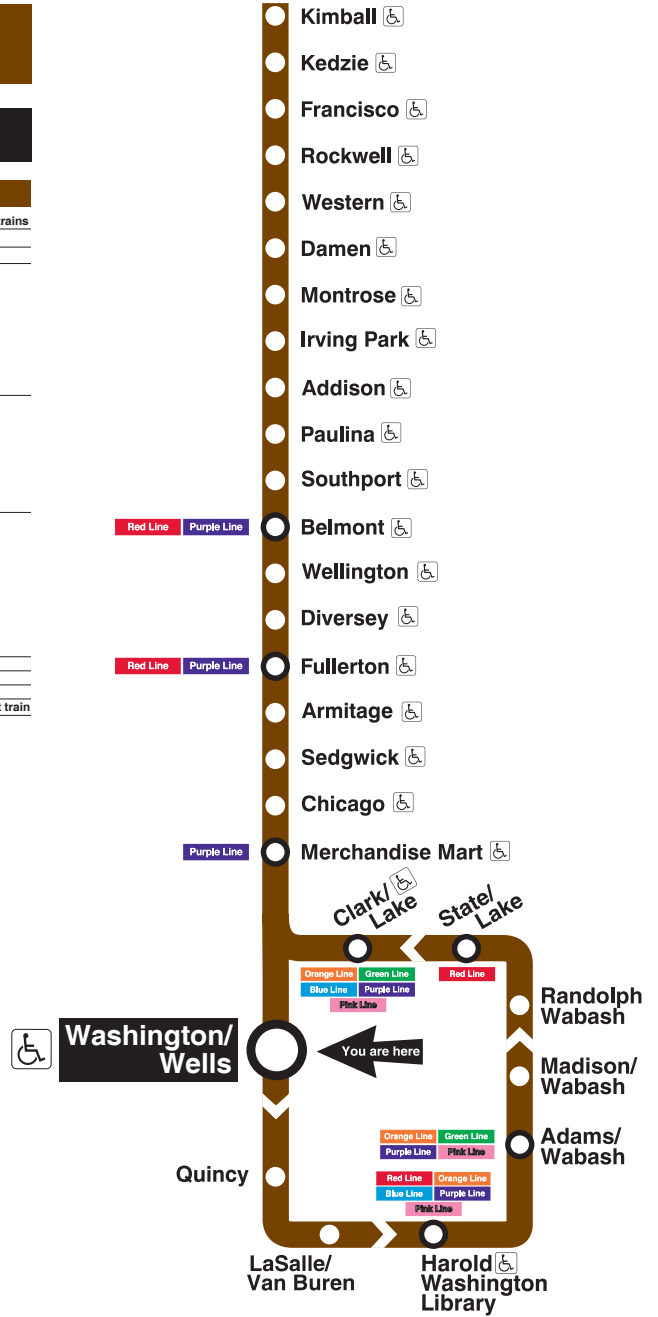 Kimball
Kedzie
Francisco
Rockwell
trains
Western
Damen
Montrose
Irving Park
Addison
Paulina
Southport
Red Line Purple Line Belmont
Wellington
Diversey
Red Line Purple Line Fullerton
train
Armitage
Sedgwick
Chicago
Purple Line Merchandise Mart
Clark/
Lake
State/
Lake
Orange Line Green Line
Blue Line Purple Line
Pink Line
Red Line
Randolph
Wabash
Washington/
Wells
You are here
Madison/
Wabash
Orange Line Green Line
Purple Line Pink Line
Adams/
Wabash
Quincy
Red Line Orange Line
Blue Line Purple Line
Pink Line
LaSalle/
Van Buren
Harold
Washington
Library